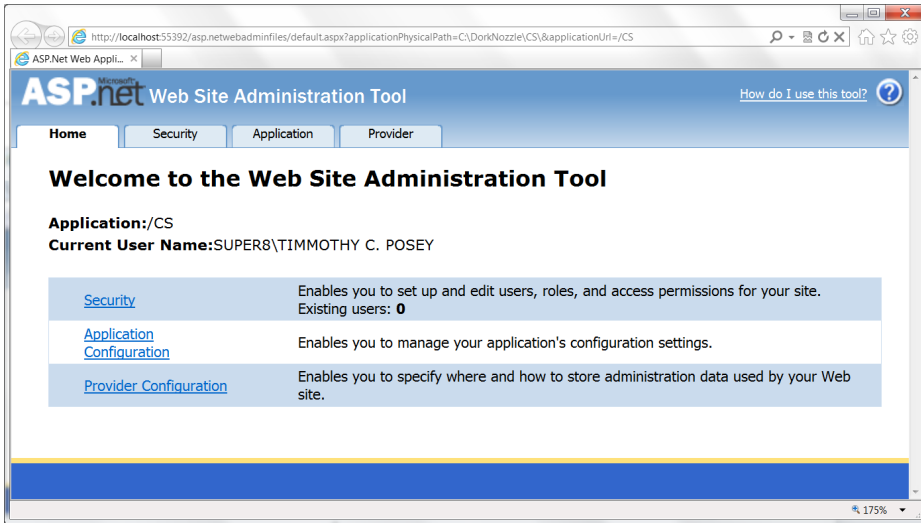 http://localhost:55392/asp.netwebadminfiles/default.aspx?applicationPhysicalPath=C:\DorkNozzle\CS\&applicationUrl=/CS
ASP.Net Web Appli...
Microsoft
ASP.net Web Site Administration Tool
How do I use this tool? ?
Home Security Application Provider
Welcome to the Web Site Administration Tool
Application:/CS
Current User Name:SUPER8\TIMMOTHY C. POSEY
Security
Enables you to set up and edit users, roles, and access permissions for your site.
Existing users: 0
Application
Configuration
Enables you to manage your application's configuration settings.
Provider Configuration
Enables you to specify where and how to store administration data used by your Web
site.
175%